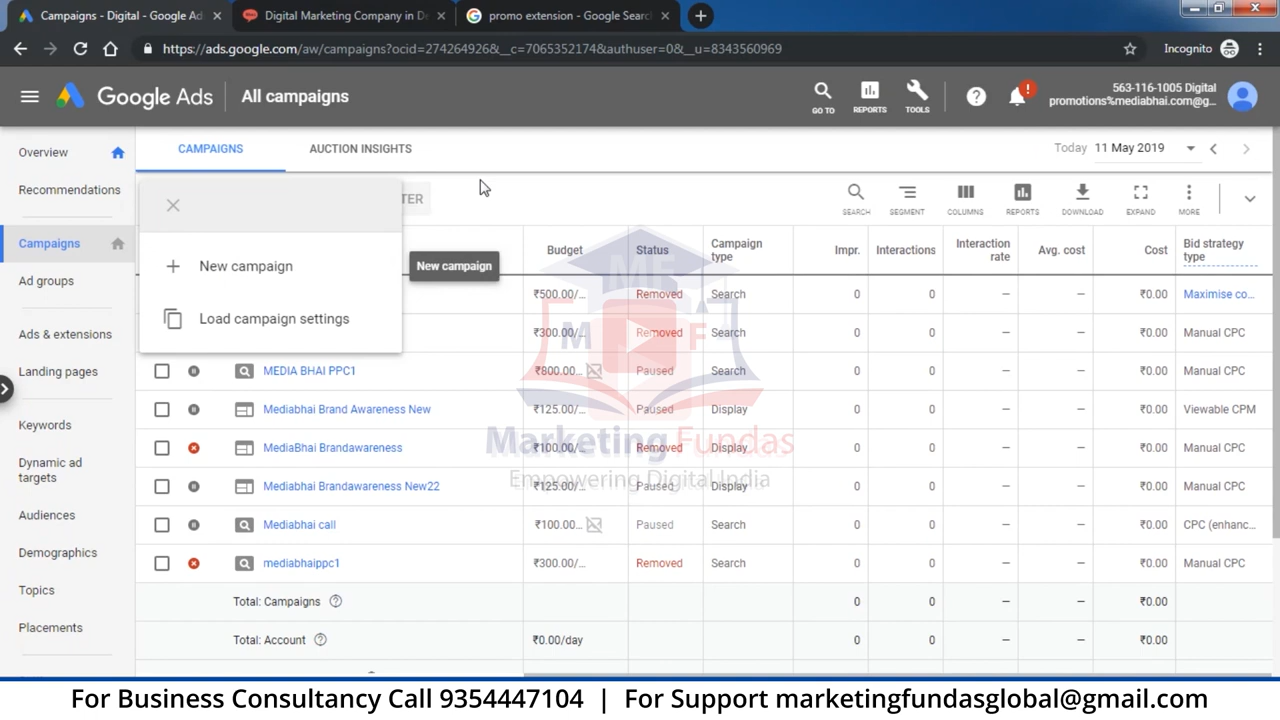 Campaigns - Digital - Google Ads
Digital Marketing Company in De
promo extension - Google Search
https://ads.google.com/aw/campaigns?ocid=274264926&__c=7065352174&authuser=0&__u=8343560969
Incognito
Google Ads
All campaigns
GO TO
REPORTS
TOOLS
563-116-1005 Digital
promotions%mediabhai.com@g...
Overview
Recommendations
Campaigns
Ad groups
Ads & extensions
Landing pages
Keywords
Dynamic ad
targets
Audiences
Demographics
Topics
Placements
CAMPAIGNS
AUCTION INSIGHTS
Today
11 May 2019
TER
SEARCH
SEGMENT
COLUMNS
REPORTS
DOWNLOAD
EXPAND
MORE
New campaign
Load campaign settings
New campaign
Budget Status Campaign type Impr. Interactions Interaction rate Avg. cost Cost Bid strategy type
₹500.00/... Removed Search 0 0 — — ₹0.00 Maximise co...
₹300.00/... Removed Search 0 0 — — ₹0.00 Manual CPC
MEDIA BHAI PPC1 ₹800.00... Paused Search 0 0 — — ₹0.00 Manual CPC
Mediabhai Brand Awareness New ₹125.00/... Paused Display 0 0 — — ₹0.00 Viewable CPM
MediaBhai Brandawareness ₹100.00/... Removed Display 0 0 — — ₹0.00 Manual CPC
Mediabhai Brandawareness New22 ₹125.00/... Paused Display 0 0 — — ₹0.00 Manual CPC
Mediabhai call ₹100.00... Paused Search 0 0 — — ₹0.00 CPC (enhanc...
mediabhaippc1 ₹300.00/... Removed Search 0 0 — — ₹0.00 Manual CPC
Total: Campaigns 0 0 — — ₹0.00
Total: Account ₹0.00/day 0 0 — — ₹0.00
M F
Marketing Fundas
Empowering Digital India
For Business Consultancy Call 9354447104 | For Support marketingfundasglobal@gmail.com